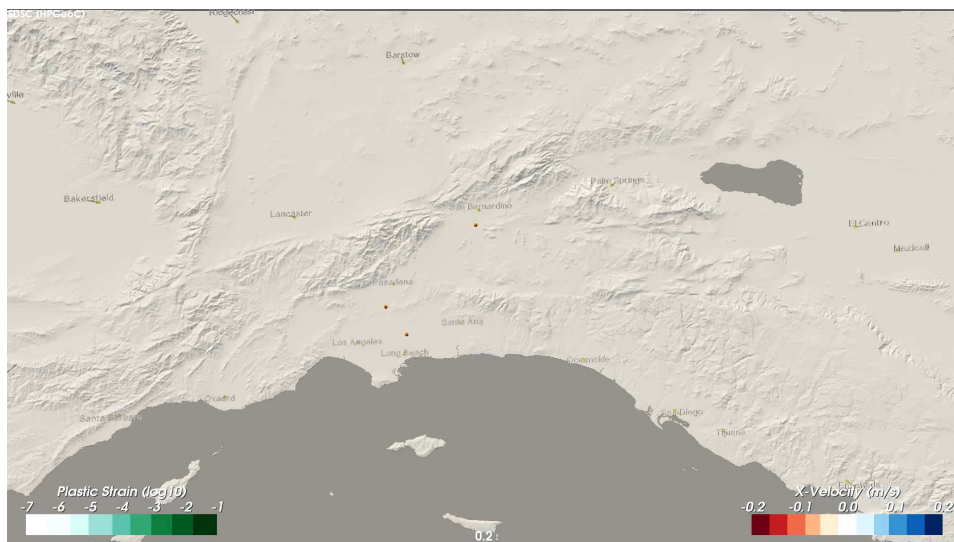 SDSC (HPGeoC)
Ridgecrest
Barstow
ville
Bakersfield
Lancaster
San Bernardino
Palm Springs
El Centro
Mexicali
Pasadena
Santa Ana
Los Angeles
Long Beach
Oceanside
Oxnard
Santa Barbara
San Diego
Tijuana
Ensenada
Plastic Strain (log10)
-7 -6 -5 -4 -3 -2 -1
X-Velocity (m/s)
-0.2 -0.1 0.0 0.1 0.2
0.2 s